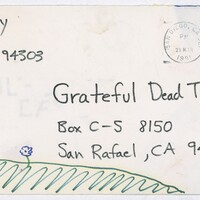 y
94303
Grateful Dead T
Box C-S 8150
San Rafael, CA 94